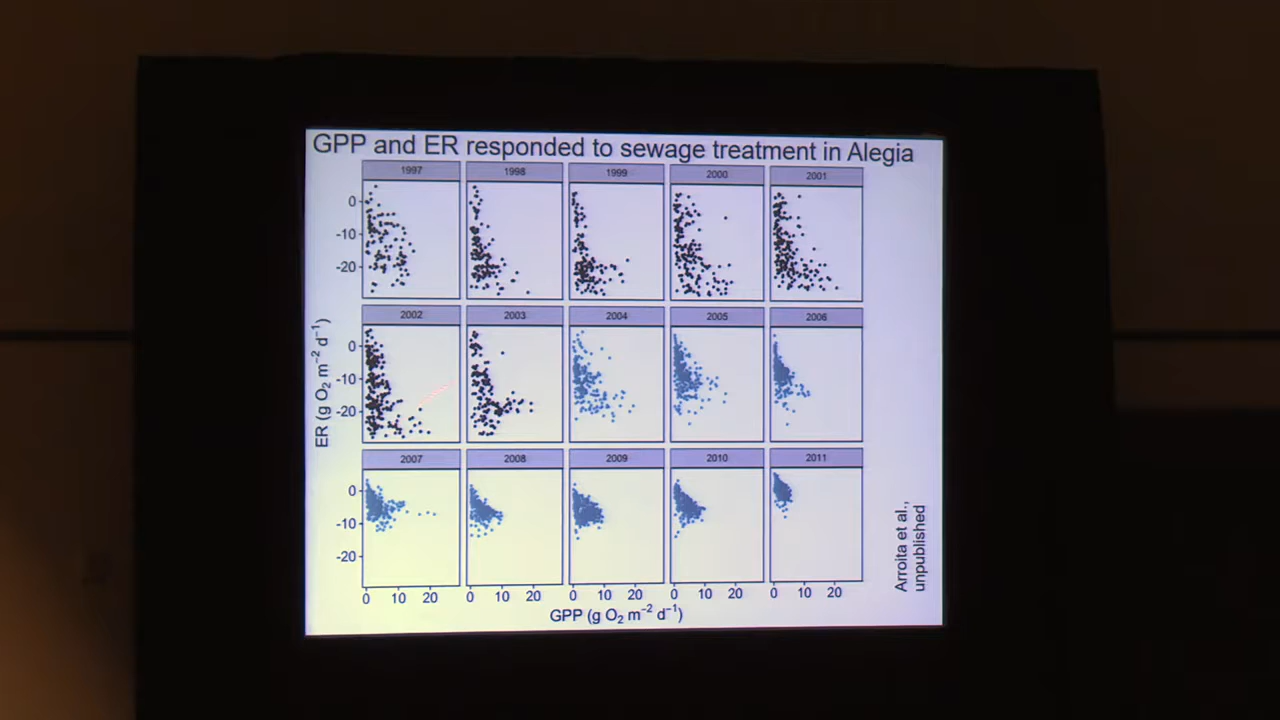 GPP and ER responded to sewage treatment in Alegia
1997 1998 1999 2000 2001
0
-10
-20
2002 2003 2004 2005 2006
0
-10
-20
2007 2008 2009 2010 2011
0
-10
-20
0 10 20 0 10 20 0 10 20 0 10 20 0 10 20
GPP (g O₂ m⁻² d⁻¹)
ER (g O₂ m⁻² d⁻¹)
Arroita et al.,
unpublished